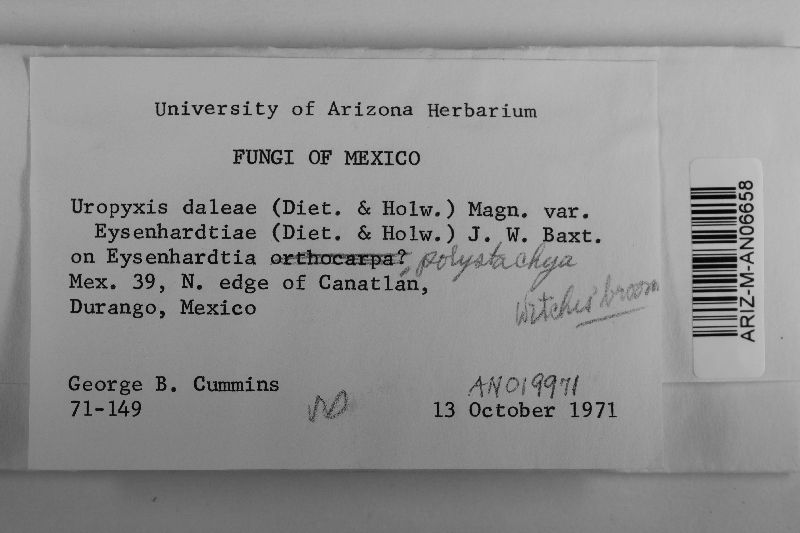 University of Arizona Herbarium
FUNGI OF MEXICO
Uropyxis daleae (Diet. & Holw.) Magn. var.
Eysenhardtiae (Diet. & Holw.) J. W. Baxt.
on Eysenhardtia orthocarpa? polystachya
Mex. 39, N. edge of Canatlan,
Durango, Mexico
Witches' broom
George B. Cummins
AN019971
71-149
13 October 1971
ARIZ-M-AN06658